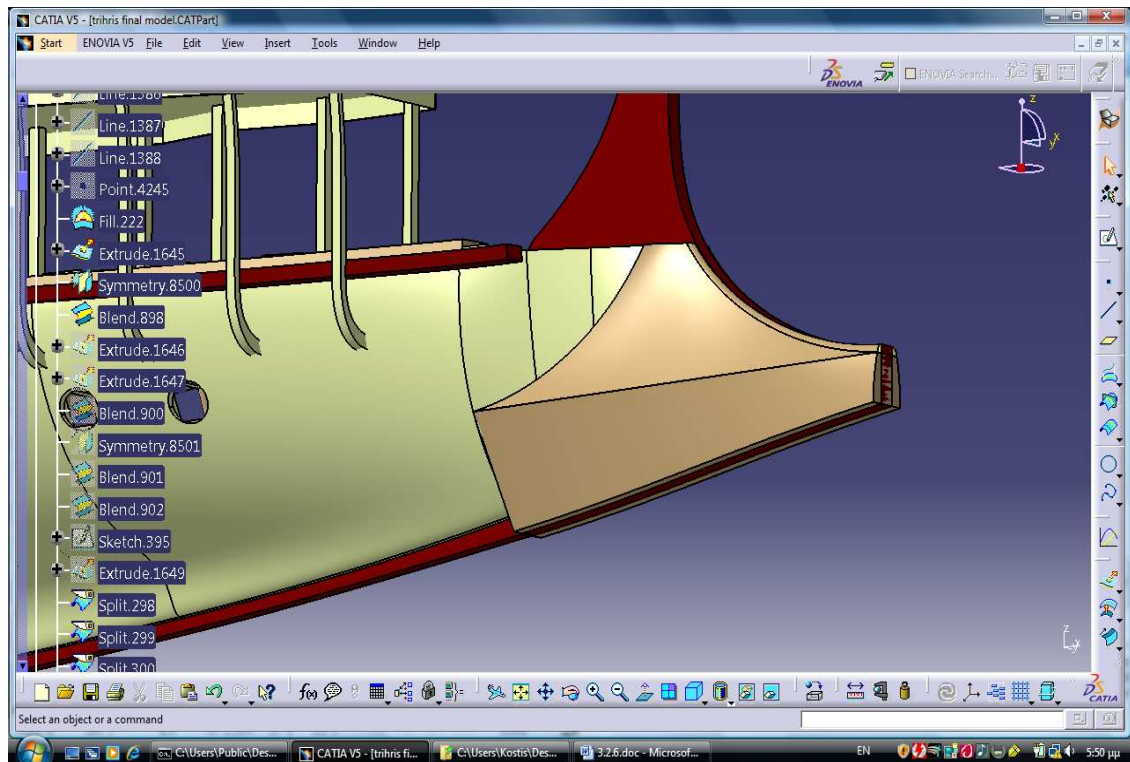 CATIA V5 - [trihris final model.CATPart]
Start ENOVIA V5 File Edit View Insert Tools Window Help
ENOVIA
ENOVIA Search...
Line.1386
Line.1387
Line.1388
Point.4245
Fill.222
Extrude.1645
Symmetry.8500
Blend.898
Extrude.1646
Extrude.1647
Blend.900
Symmetry.8501
Blend.901
Blend.902
Sketch.395
Extrude.1649
Split.298
Split.299
Split.300
z
x
y
z
x
y
f(x)
CATIA
Select an object or a command
C:\Users\Public\Des...
CATIA V5 - [trihris fi...
C:\Users\Kostis\Des...
3.2.6.doc - Microsof...
EN
5:50 μμ